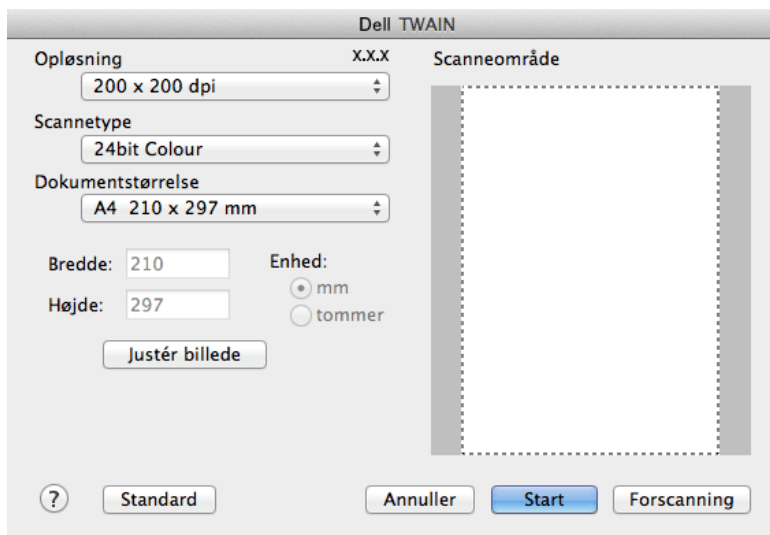 Dell TWAIN
Opløsning X.X.X
200 x 200 dpi
Scannetype
24bit Colour
Dokumentstørrelse
A4 210 x 297 mm
Bredde: 210
Højde: 297
Enhed:
mm
tommer
Justér billede
Scanneområde
? Standard Annuller Start Forscanning